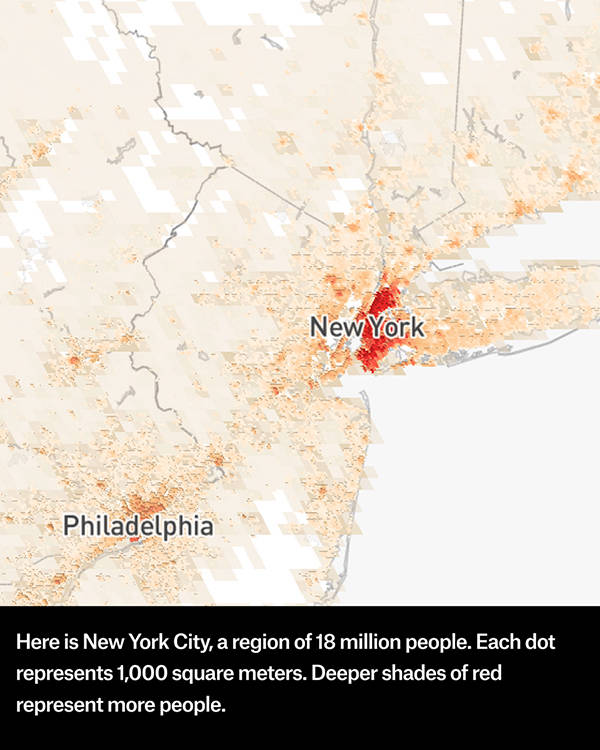 New York
Philadelphia
Here is New York City, a region of 18 million people. Each dot
represents 1,000 square meters. Deeper shades of red
represent more people.